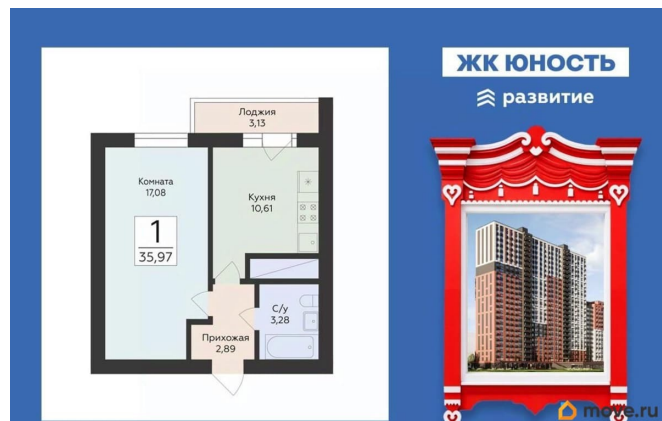 ЖК ЮНОСТЬ
развитие
Лоджия
3,13
Комната
17,08
Кухня
10,61
1
35,97
С/у
3,28
Прихожая
2,89
move.ru